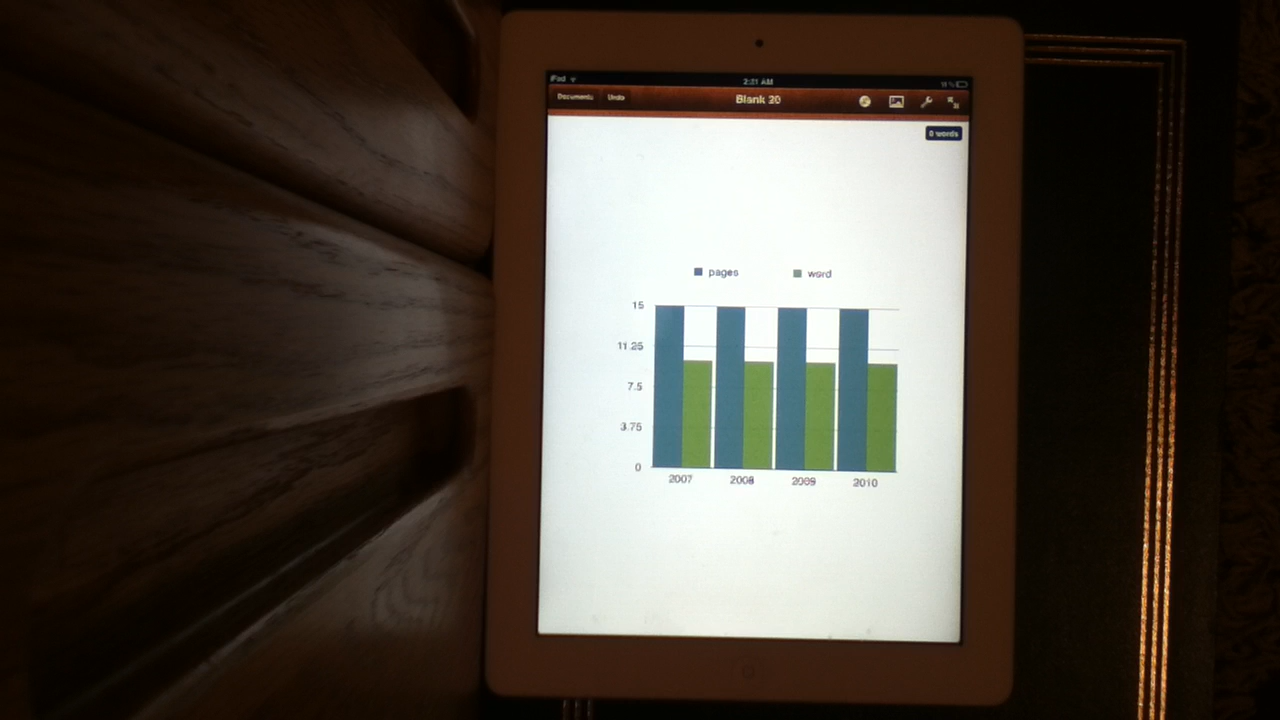 iPad 2:21 AM
Documents Undo Blank 20
0 words
pages word
15
11.25
7.5
3.75
0
2007 2008 2009 2010